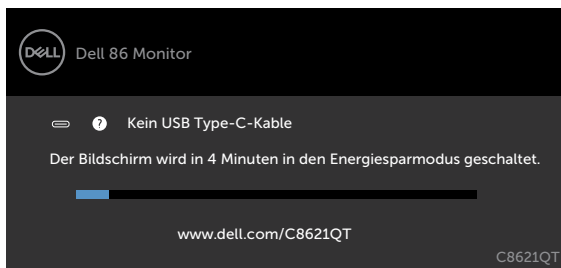 DELL
Dell 86 Monitor
? Kein USB Type-C-Kable
Der Bildschirm wird in 4 Minuten in den Energiesparmodus geschaltet.
www.dell.com/C8621QT
C8621QT